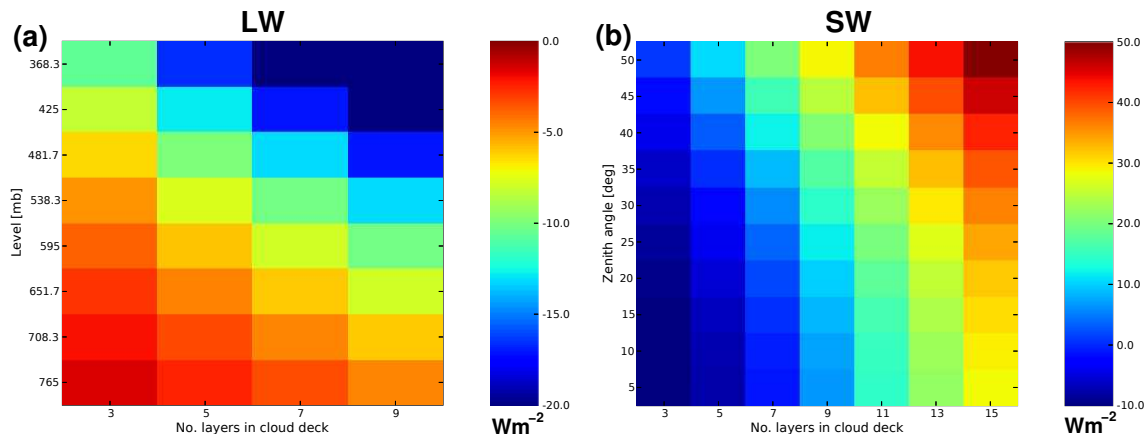 LW
(a)
368.3
425
481.7
538.3
595
651.7
708.3
765
Level [mb]
3 5 7 9
No. layers in cloud deck
0.0
-5.0
-10.0
-15.0
-20.0
Wm⁻²
SW
(b)
50
45
40
35
30
25
20
15
10
5
Zenith angle [deg]
3 5 7 9 11 13 15
No. layers in cloud deck
50.0
40.0
30.0
20.0
10.0
0.0
-10.0
Wm⁻²